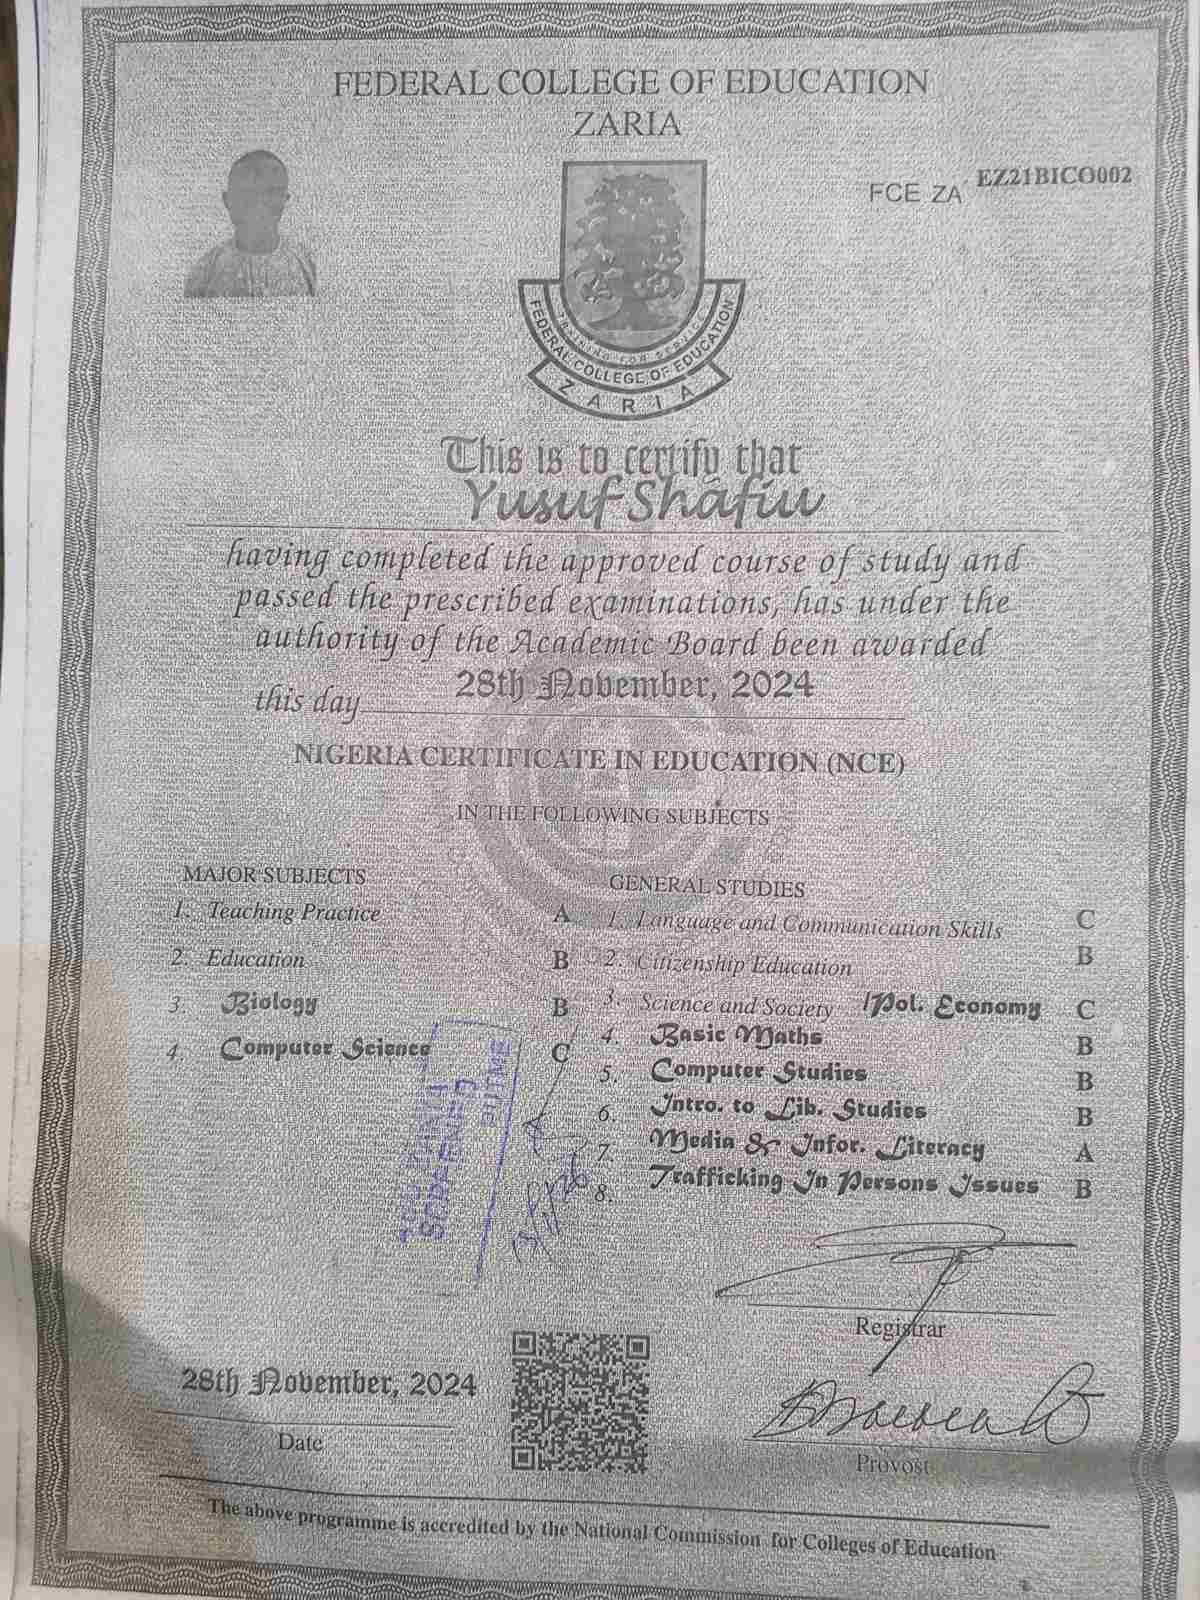 FEDERAL COLLEGE OF EDUCATION
ZARIA
FCE ZA EZ21BICO002
TRAINING FOR SERVICE
FEDERAL COLLEGE OF EDUCATION
ZARIA
This is to certify that
Yusuf Shafiu
having completed the approved course of study and
passed the prescribed examinations, has under the
authority of the Academic Board been awarded
this day 28th November, 2024
NIGERIA CERTIFICATE IN EDUCATION (NCE)
IN THE FOLLOWING SUBJECTS
MAJOR SUBJECTS
1. Teaching Practice A
2. Education B
3. Biology B
4. Computer Science C
GENERAL STUDIES
1. Language and Communication Skills C
2. Citizenship Education B
3. Science and Society /Pol. Economy C
4. Basic Maths B
5. Computer Studies B
6. Intro. to Lib. Studies B
7. Media & Infor. Literacy A
8. Trafficking In Persons Issues B
PUTME
Registrar
28th November, 2024
Date
Provost
The above programme is accredited by the National Commission for Colleges of Education